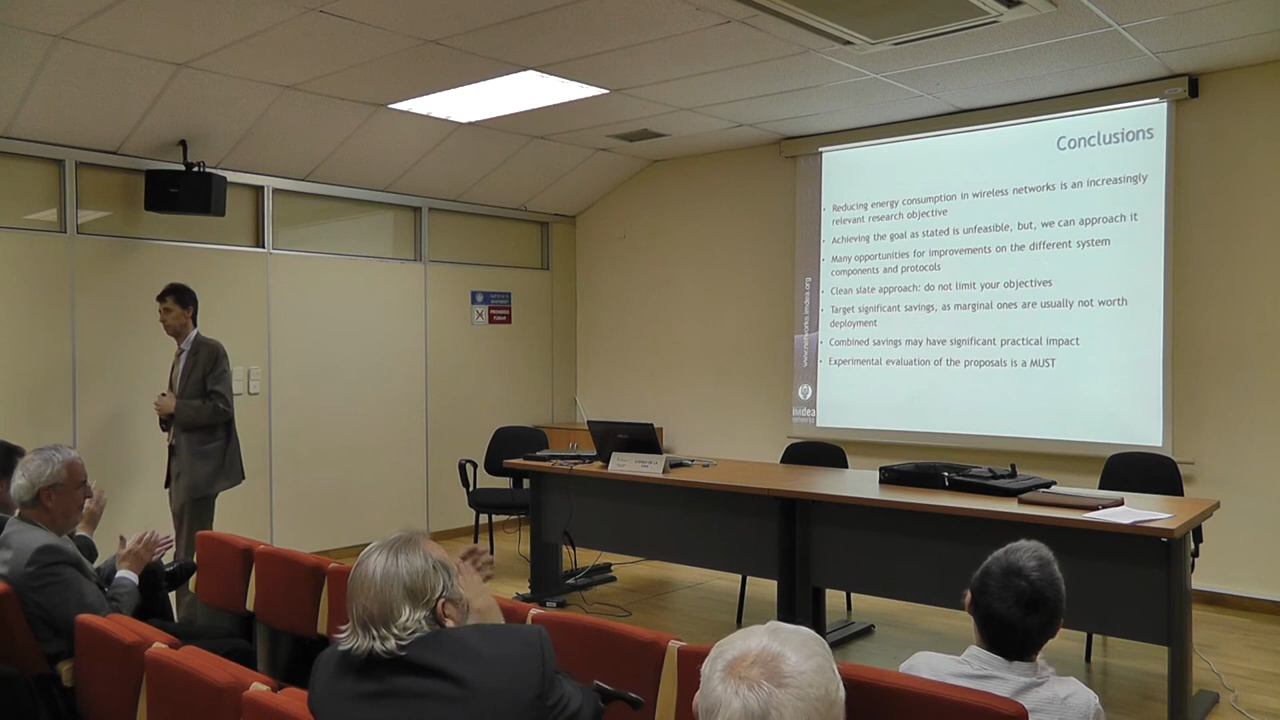 Conclusions
• Reducing energy consumption in wireless networks is an increasingly
relevant research objective
• Achieving the goal as stated is unfeasible, but, we can approach it
• Many opportunities for improvements on the different system
components and protocols
• Clean slate approach: do not limit your objectives
• Target significant savings, as marginal ones are usually not worth
deployment
• Combined savings may have significant practical impact
• Experimental evaluation of the proposals is a MUST
www.networks.imdea.org
imdea
networks
PROHIBIDO
FUMAR